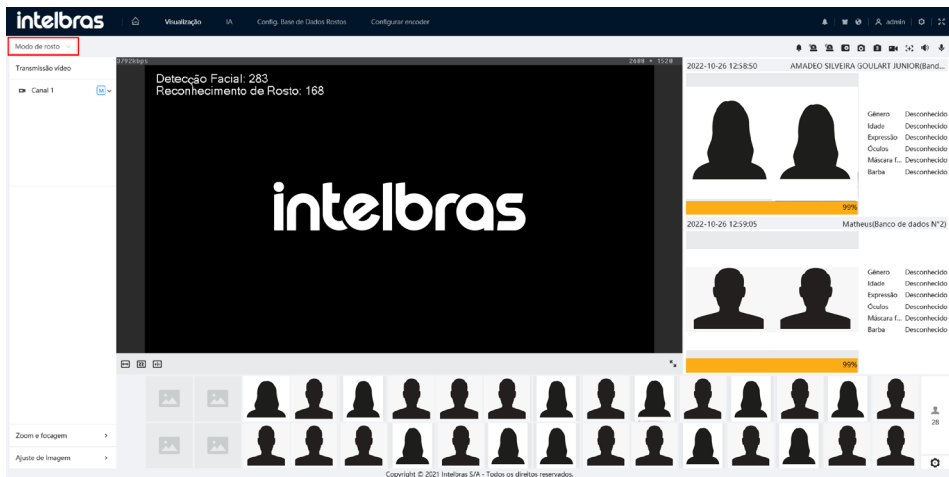 intelbras
Visualização IA Config. Base de Dados Rostos Configurar encoder
admin
Modo de rosto
Transmissão vídeo
Canal 1 M
3792kbps 2688 * 1520
Detecção Facial: 283
Reconhecimento de Rosto: 168
intelbras
2022-10-26 12:58:50 AMADEO SILVEIRA GOULART JUNIOR(Band...
Gênero Desconhecido
Idade Desconhecido
Expressão Desconhecido
Óculos Desconhecido
Máscara f... Desconhecido
Barba Desconhecido
99%
2022-10-26 12:59:05 Matheus(Banco de dados N°2)
Gênero Desconhecido
Idade Desconhecido
Expressão Desconhecido
Óculos Desconhecido
Máscara f... Desconhecido
Barba Desconhecido
99%
28
Zoom e focagem
Ajuste de Imagem
Copyright © 2021 Intelbras S/A - Todos os direitos reservados.